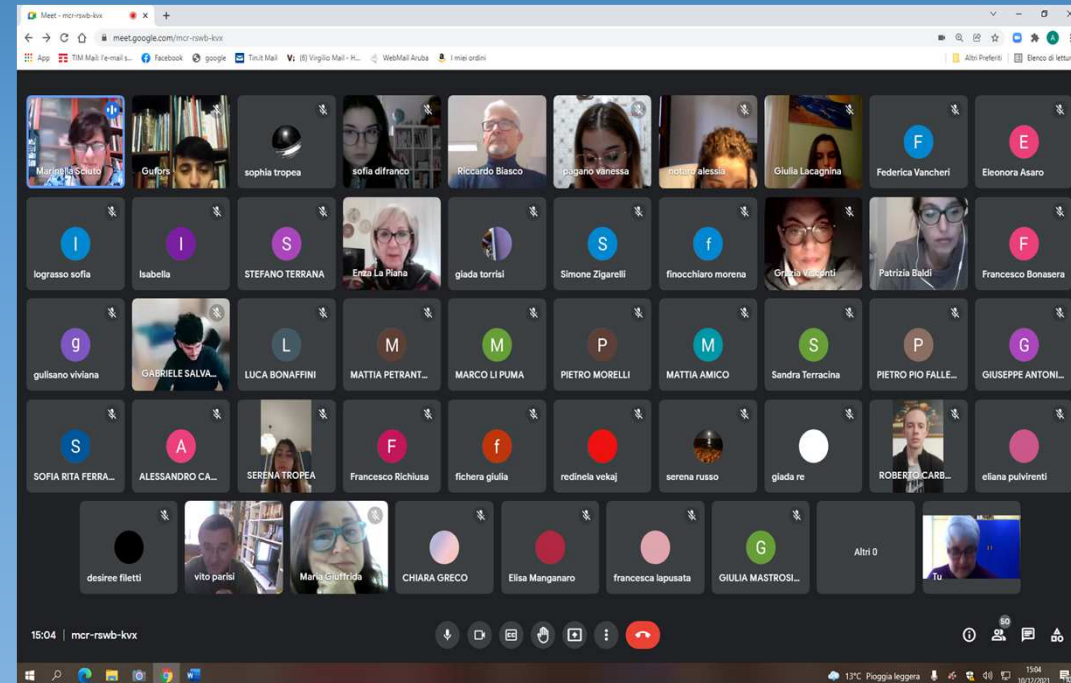 Meet - mcr-rswb-kvx
meet.google.com/mcr-rswb-kvx
App TIM Mail: l'e-mail s... Facebook google Tin.it Mail (6) Virgilio Mail - H... WebMail Aruba I miei ordini Altri Preferiti Elenco di lettura
Marinella Sciuto Gufors sophia tropea sofia difranco Riccardo Biasco pagano vanessa notaro alessia Giulia Lacagnina F Federica Vancheri E Eleonora Asaro
l lograsso sofia I Isabella S STEFANO TERRANA Enza La Piana giada torrisi S Simone Zigarelli f finocchiaro morena Grazia Visconti Patrizia Baldi F Francesco Bonasera
g gulisano viviana GABRIELE SALVA... L LUCA BONAFFINI M MATTIA PETRANT... M MARCO LI PUMA P PIETRO MORELLI M MATTIA AMICO S Sandra Terracina P PIETRO PIO FALLE... G GIUSEPPE ANTONI...
S SOFIA RITA FERRA... A ALESSANDRO CA... SERENA TROPEA F Francesco Richiusa f fichera giulia redinela vekaj serena russo giada re ROBERTO CARB... eliana pulvirenti
desiree filetti vito parisi Maria Giuffrida CHIARA GRECO Elisa Manganaro francesca lapusata G GIULIA MASTROSI... Altri 0 Tu
15:04 | mcr-rswb-kvx 50
13°C Pioggia leggera 15:04
10/12/2021